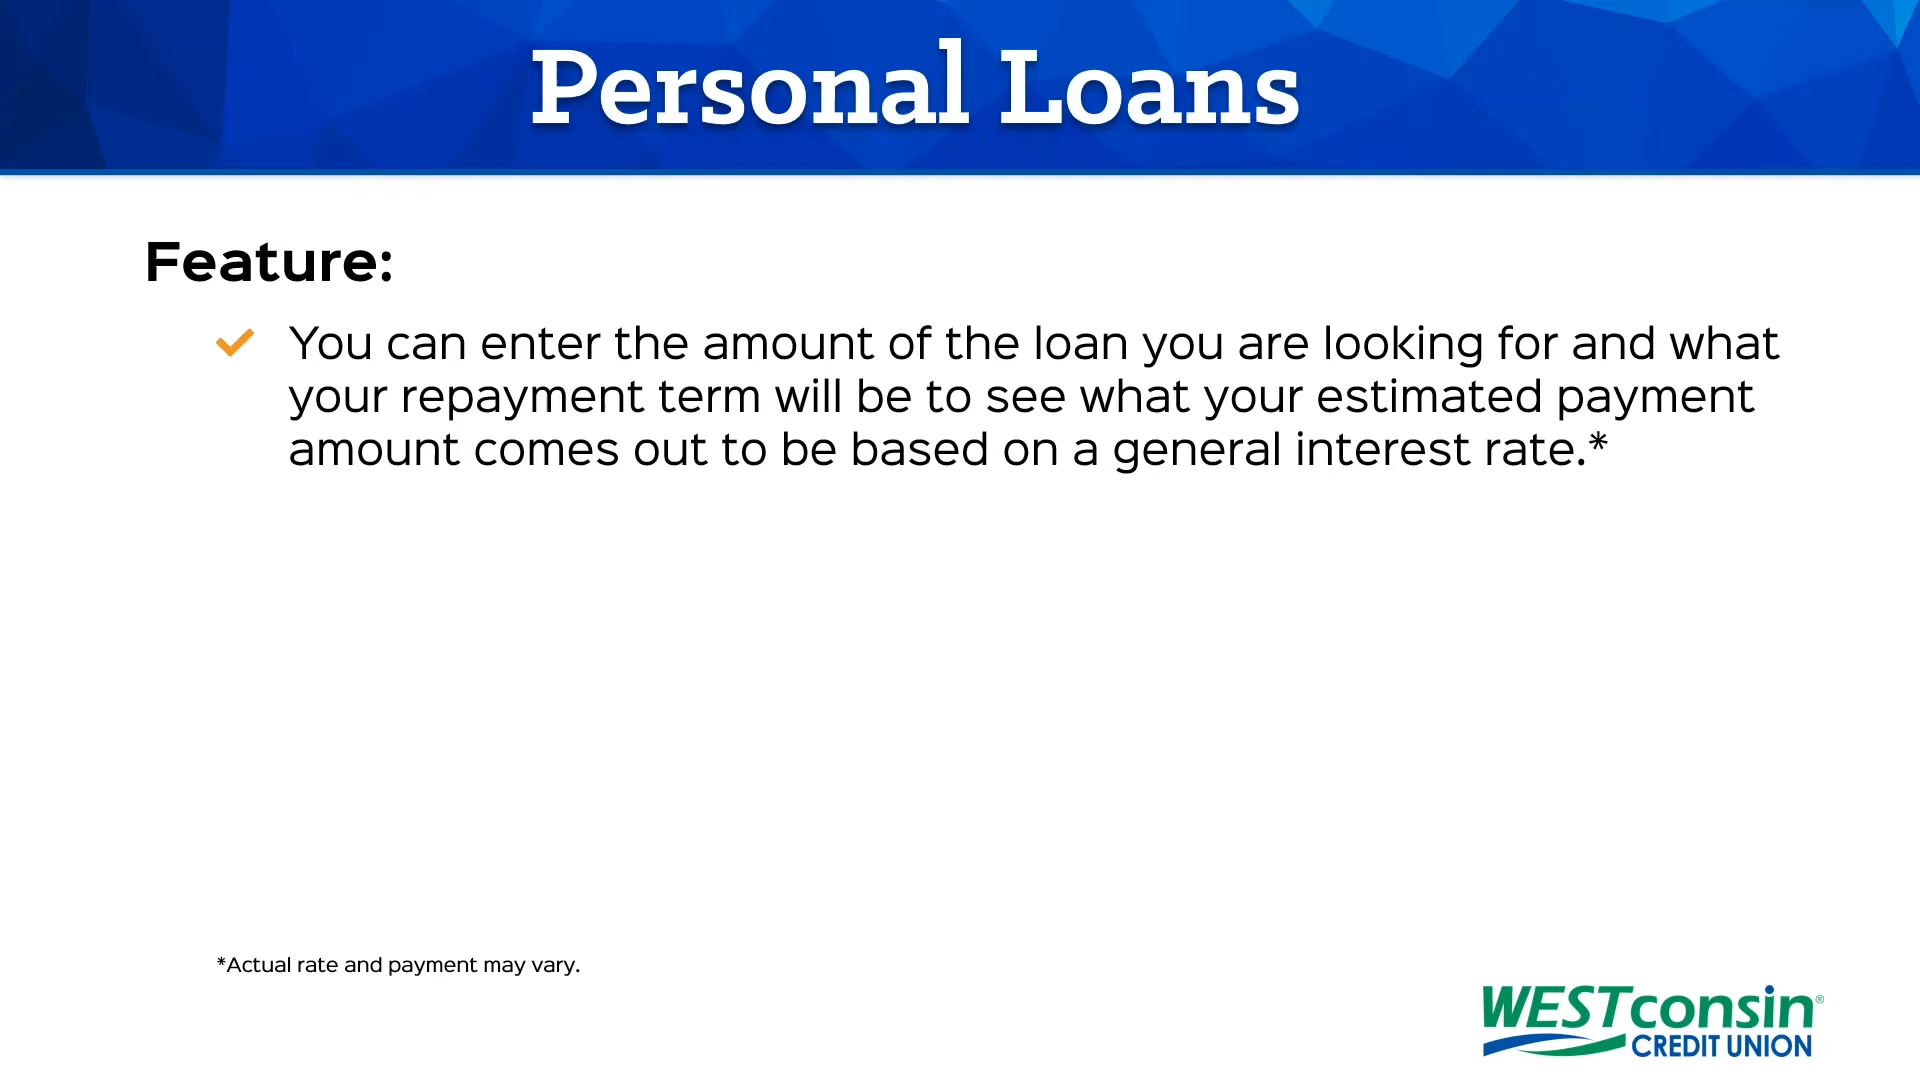 Personal Loans
Feature:
You can enter the amount of the loan you are looking for and what
your repayment term will be to see what your estimated payment
amount comes out to be based on a general interest rate.*
*Actual rate and payment may vary.
WESTconsin®
CREDIT UNION